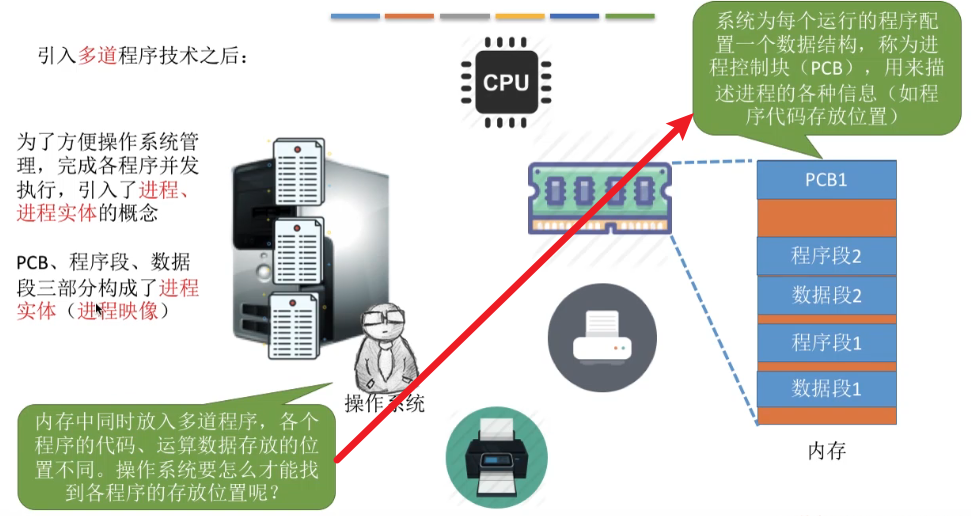 引入多道程序技术之后：
CPU
系统为每个运行的程序配
置一个数据结构，称为进
程控制块（PCB），用来描
述进程的各种信息（如程
序代码存放位置）
为了方便操作系统管
理，完成各程序并发
执行，引入了进程、
进程实体的概念
PCB、程序段、数据
段三部分构成了进程
实体（进程映像）
PCB1
程序段2
数据段2
程序段1
数据段1
内存
操作系统
内存中同时放入多道程序，各个
程序的代码、运算数据存放的位
置不同。操作系统要怎么才能找
到各程序的存放位置呢？